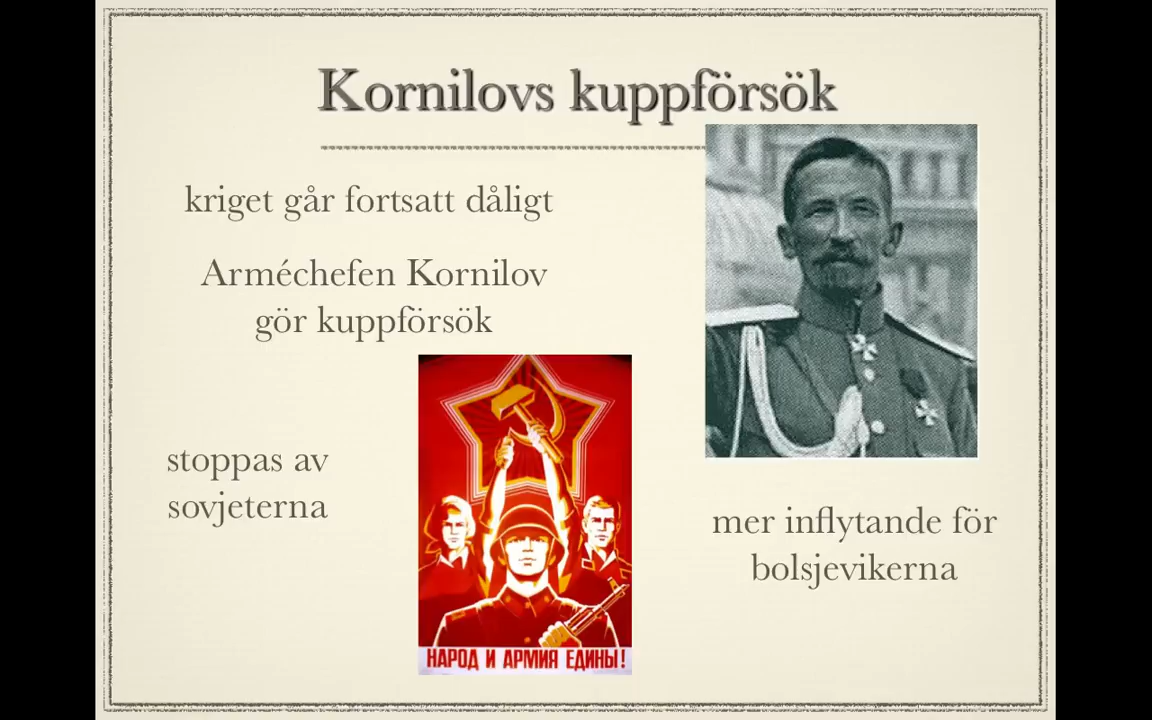 Kornilovs kuppförsök
kriget går fortsatt dåligt
Arméchefen Kornilov
gör kuppförsök
stoppas av
sovjeterna
mer inflytande för
bolsjevikerna
НАРОД И АРМИЯ ЕДИНЫ!